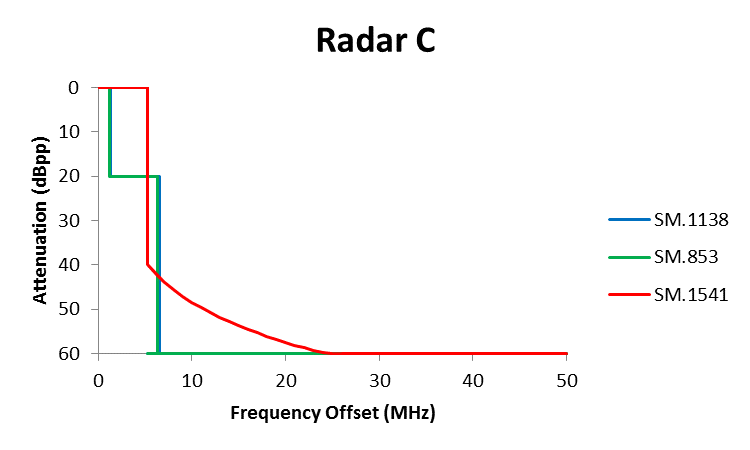 Radar C
Attenuation (dBpp)
0
10
20
30
40
50
60
0 10 20 30 40 50
Frequency Offset (MHz)
SM.1138
SM.853
SM.1541